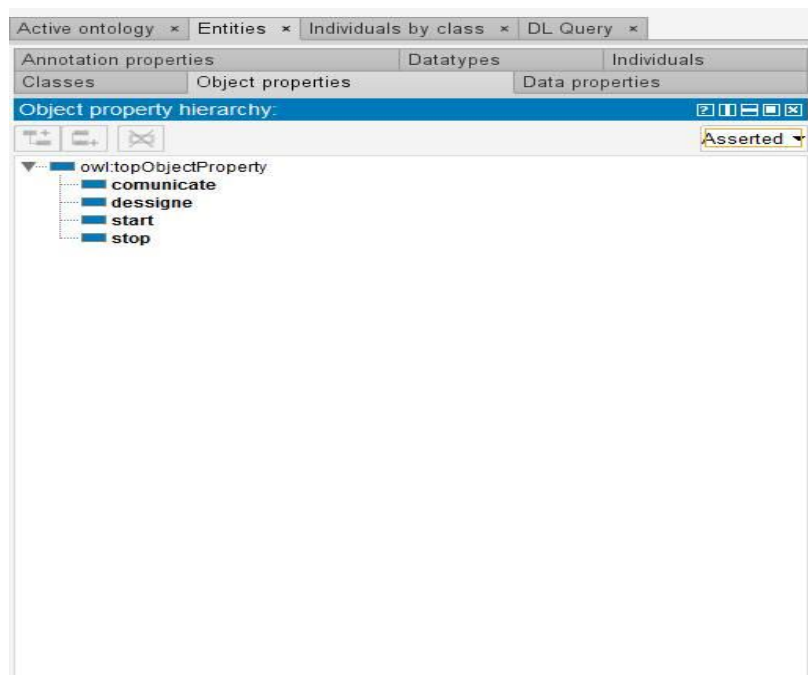 Active ontology × Entities × Individuals by class × DL Query ×
Annotation properties Datatypes Individuals
Classes Object properties Data properties
Object property hierarchy:
Asserted
owl:topObjectProperty
comunicate
dessigne
start
stop